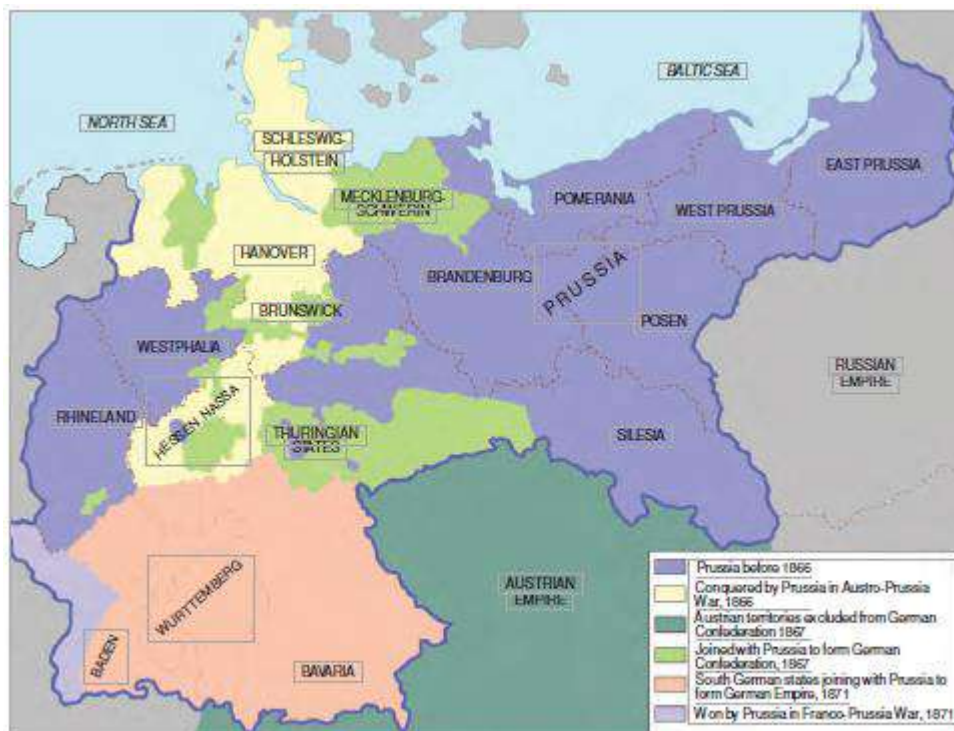 NORTH SEA
BALTIC SEA
SCHLESWIG-
HOLSTEIN
EAST PRUSSIA
MECKLENBURG-
SCHWERIN
POMERANIA
WEST PRUSSIA
HANOVER
BRANDENBURG
PRUSSIA
BRUNSWICK
POSEN
WESTPHALIA
RUSSIAN
EMPIRE
RHINELAND
HESSEN NASSA
THURINGIAN
STATES
SILESIA
WURTTEMBERG
AUSTRIAN
EMPIRE
BADEN
BAVARIA
Prussia before 1866
Conquered by Prussia in Austro-Prussia
War, 1866
Austrian territories excluded from German
Confederation 1867
Joined with Prussia to form German
Confederation, 1867
South German states joining with Prussia to
form German Empire, 1871
Won by Prussia in Franco-Prussia War, 1871